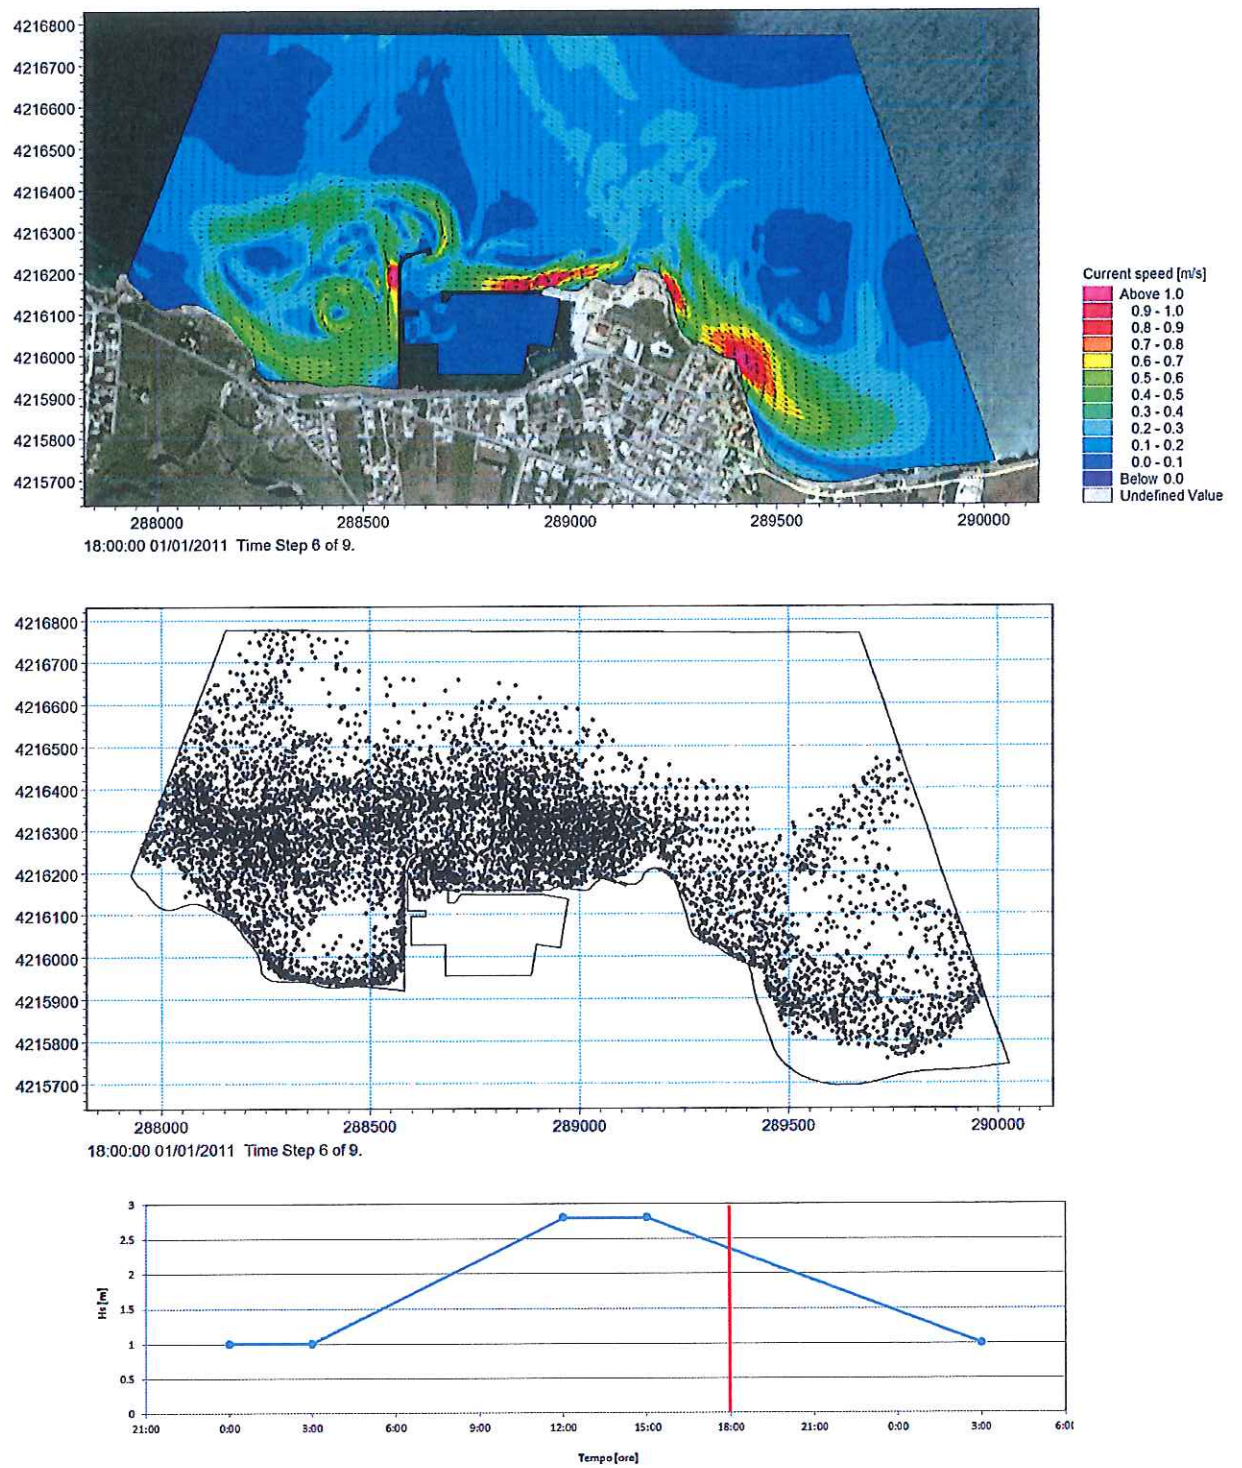 4216800
4216700
4216600
4216500
4216400
4216300
4216200
4216100
4216000
4215900
4215800
4215700
288000 288500 289000 289500 290000
18:00:00 01/01/2011 Time Step 6 of 9.
Current speed [m/s]
Above 1.0
0.9 - 1.0
0.8 - 0.9
0.7 - 0.8
0.6 - 0.7
0.5 - 0.6
0.4 - 0.5
0.3 - 0.4
0.2 - 0.3
0.1 - 0.2
0.0 - 0.1
Below 0.0
Undefined Value
4216800
4216700
4216600
4216500
4216400
4216300
4216200
4216100
4216000
4215900
4215800
4215700
288000 288500 289000 289500 290000
18:00:00 01/01/2011 Time Step 6 of 9.
3
2.5
2
1.5
1
0.5
0
Hs [m]
21:00 0:00 3:00 6:00 9:00 12:00 15:00 18:00 21:00 0:00 3:00 6:0(
Tempo [ore]